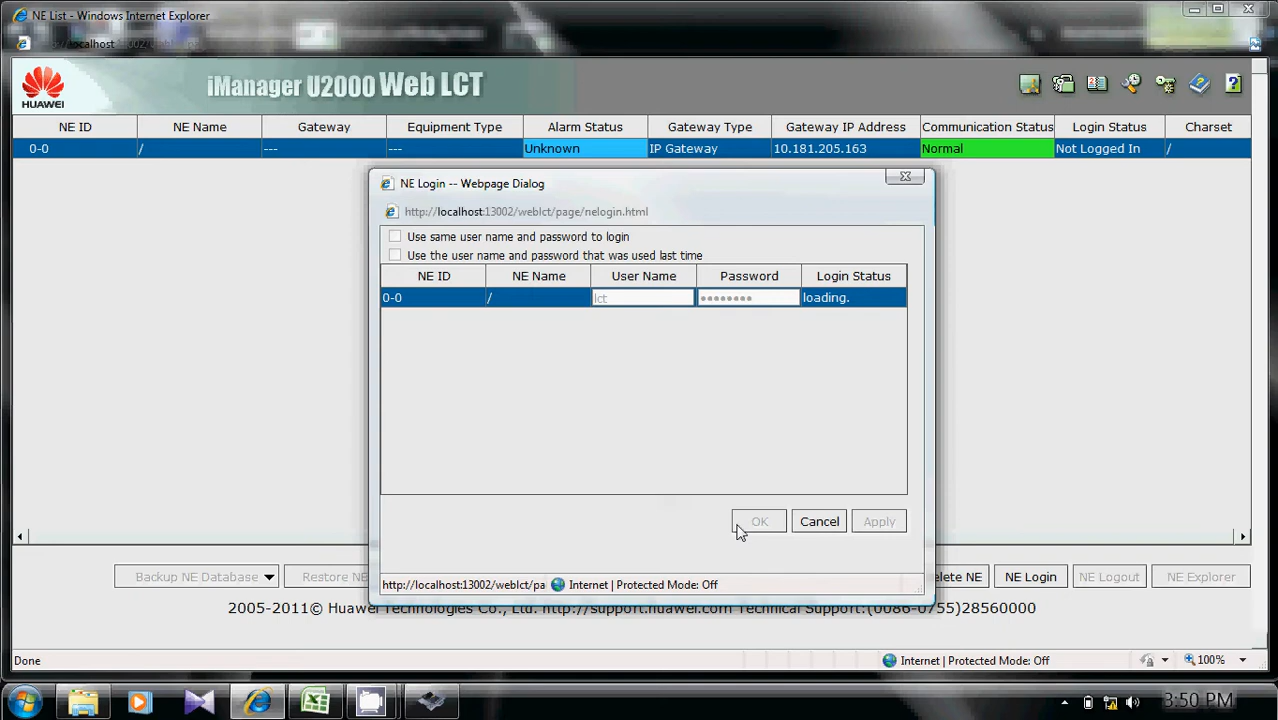 NE List - Windows Internet Explorer
localhost:13002
HUAWEI
iManager U2000 Web LCT
NE ID NE Name Gateway Equipment Type Alarm Status Gateway Type Gateway IP Address Communication Status Login Status Charset
0-0 / --- --- Unknown IP Gateway 10.181.205.163 Normal Not Logged In /
NE Login -- Webpage Dialog
http://localhost:13002/weblct/page/nelogin.html
Use same user name and password to login
Use the user name and password that was used last time
NE ID NE Name User Name Password Login Status
0-0 / lct ●●●●●●●● loading.
OK Cancel Apply
http://localhost:13002/weblct/pa Internet | Protected Mode: Off
Backup NE Database Restore NE elete NE NE Login NE Logout NE Explorer
2005-2011© Huawei Technologies Co., Ltd. http://support.huawei.com Technical Support:(0086-0755)28560000
Done Internet | Protected Mode: Off 100%
3:50 PM